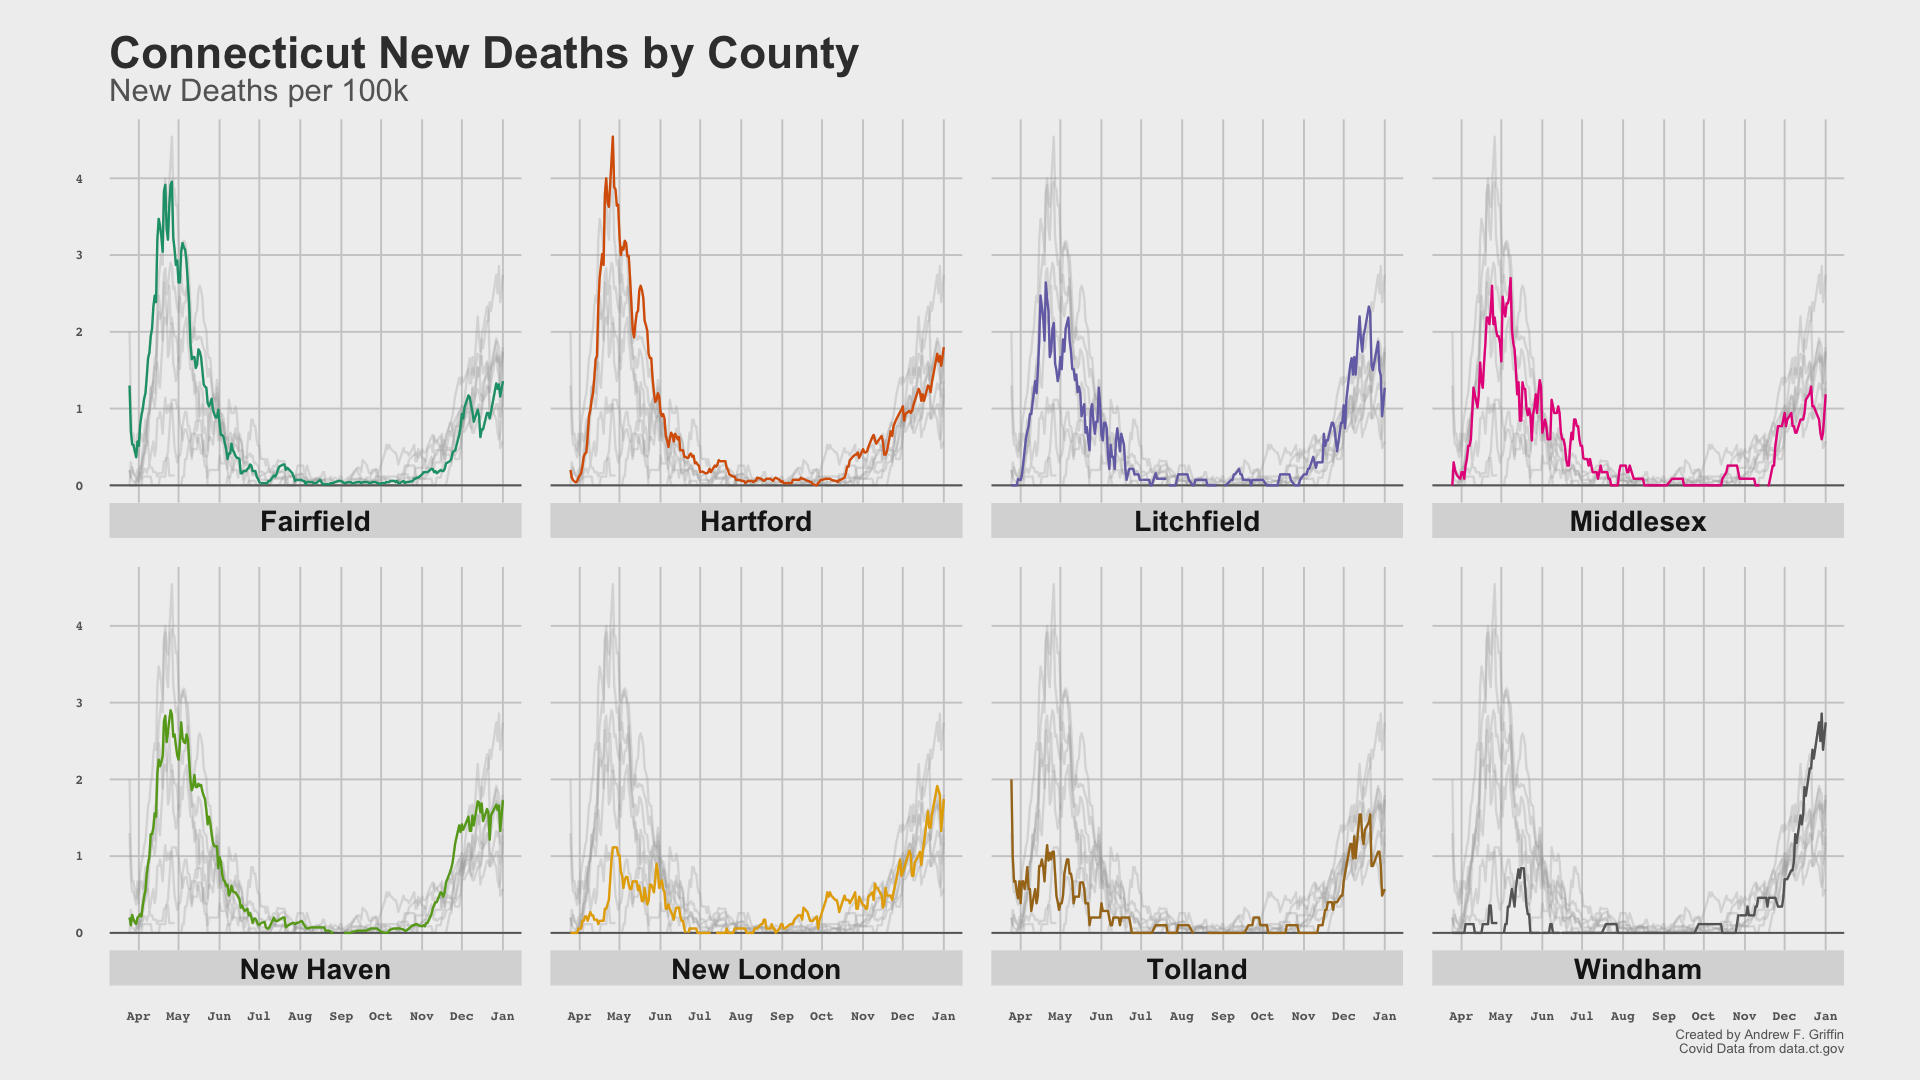 Connecticut New Deaths by County
New Deaths per 100k
4
3
2
1
0
Fairfield Hartford Litchfield Middlesex
4
3
2
1
0
New Haven New London Tolland Windham
Apr May Jun Jul Aug Sep Oct Nov Dec Jan Apr May Jun Jul Aug Sep Oct Nov Dec Jan Apr May Jun Jul Aug Sep Oct Nov Dec Jan Apr May Jun Jul Aug Sep Oct Nov Dec Jan
Created by Andrew F. Griffin
Covid Data from data.ct.gov